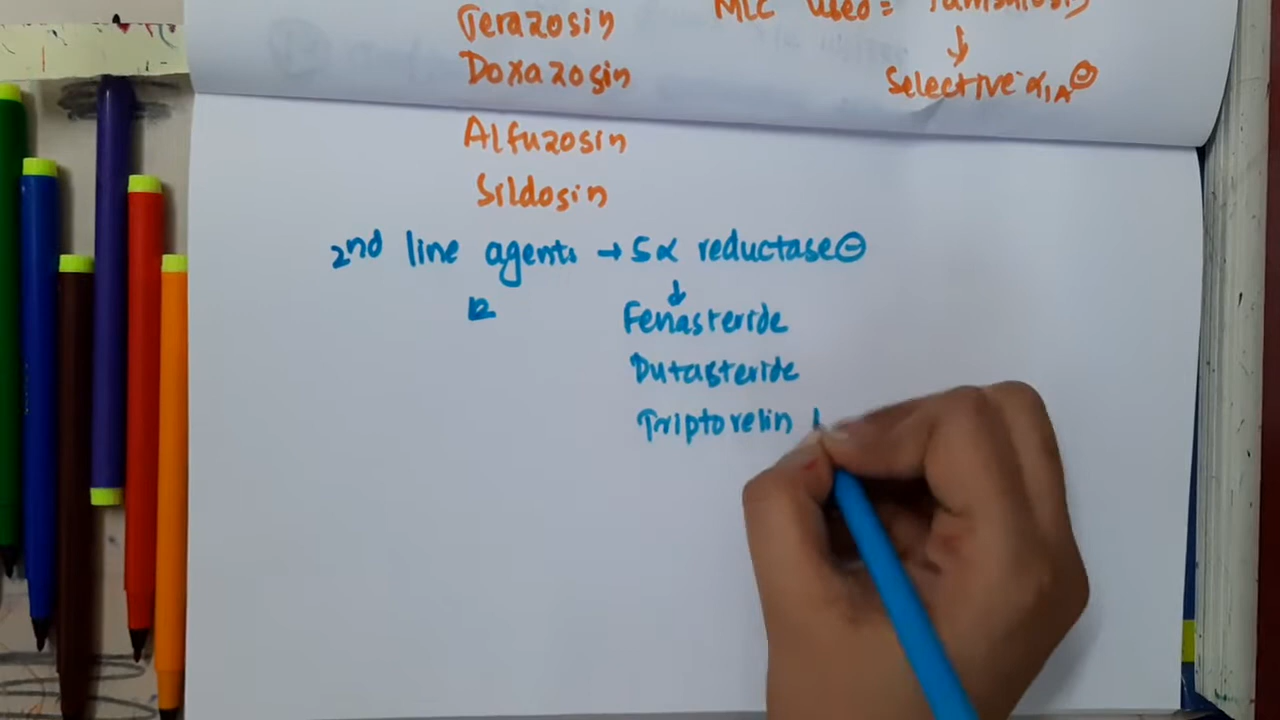 Terazosin
MLC used = Tamsulosin
Doxazosin
↓
Selective α1A⊖
Alfuzosin
Sildosin
2nd line agents → 5α reductase⊖
↓
Fenasteride
Dutasteride
Triptorelin